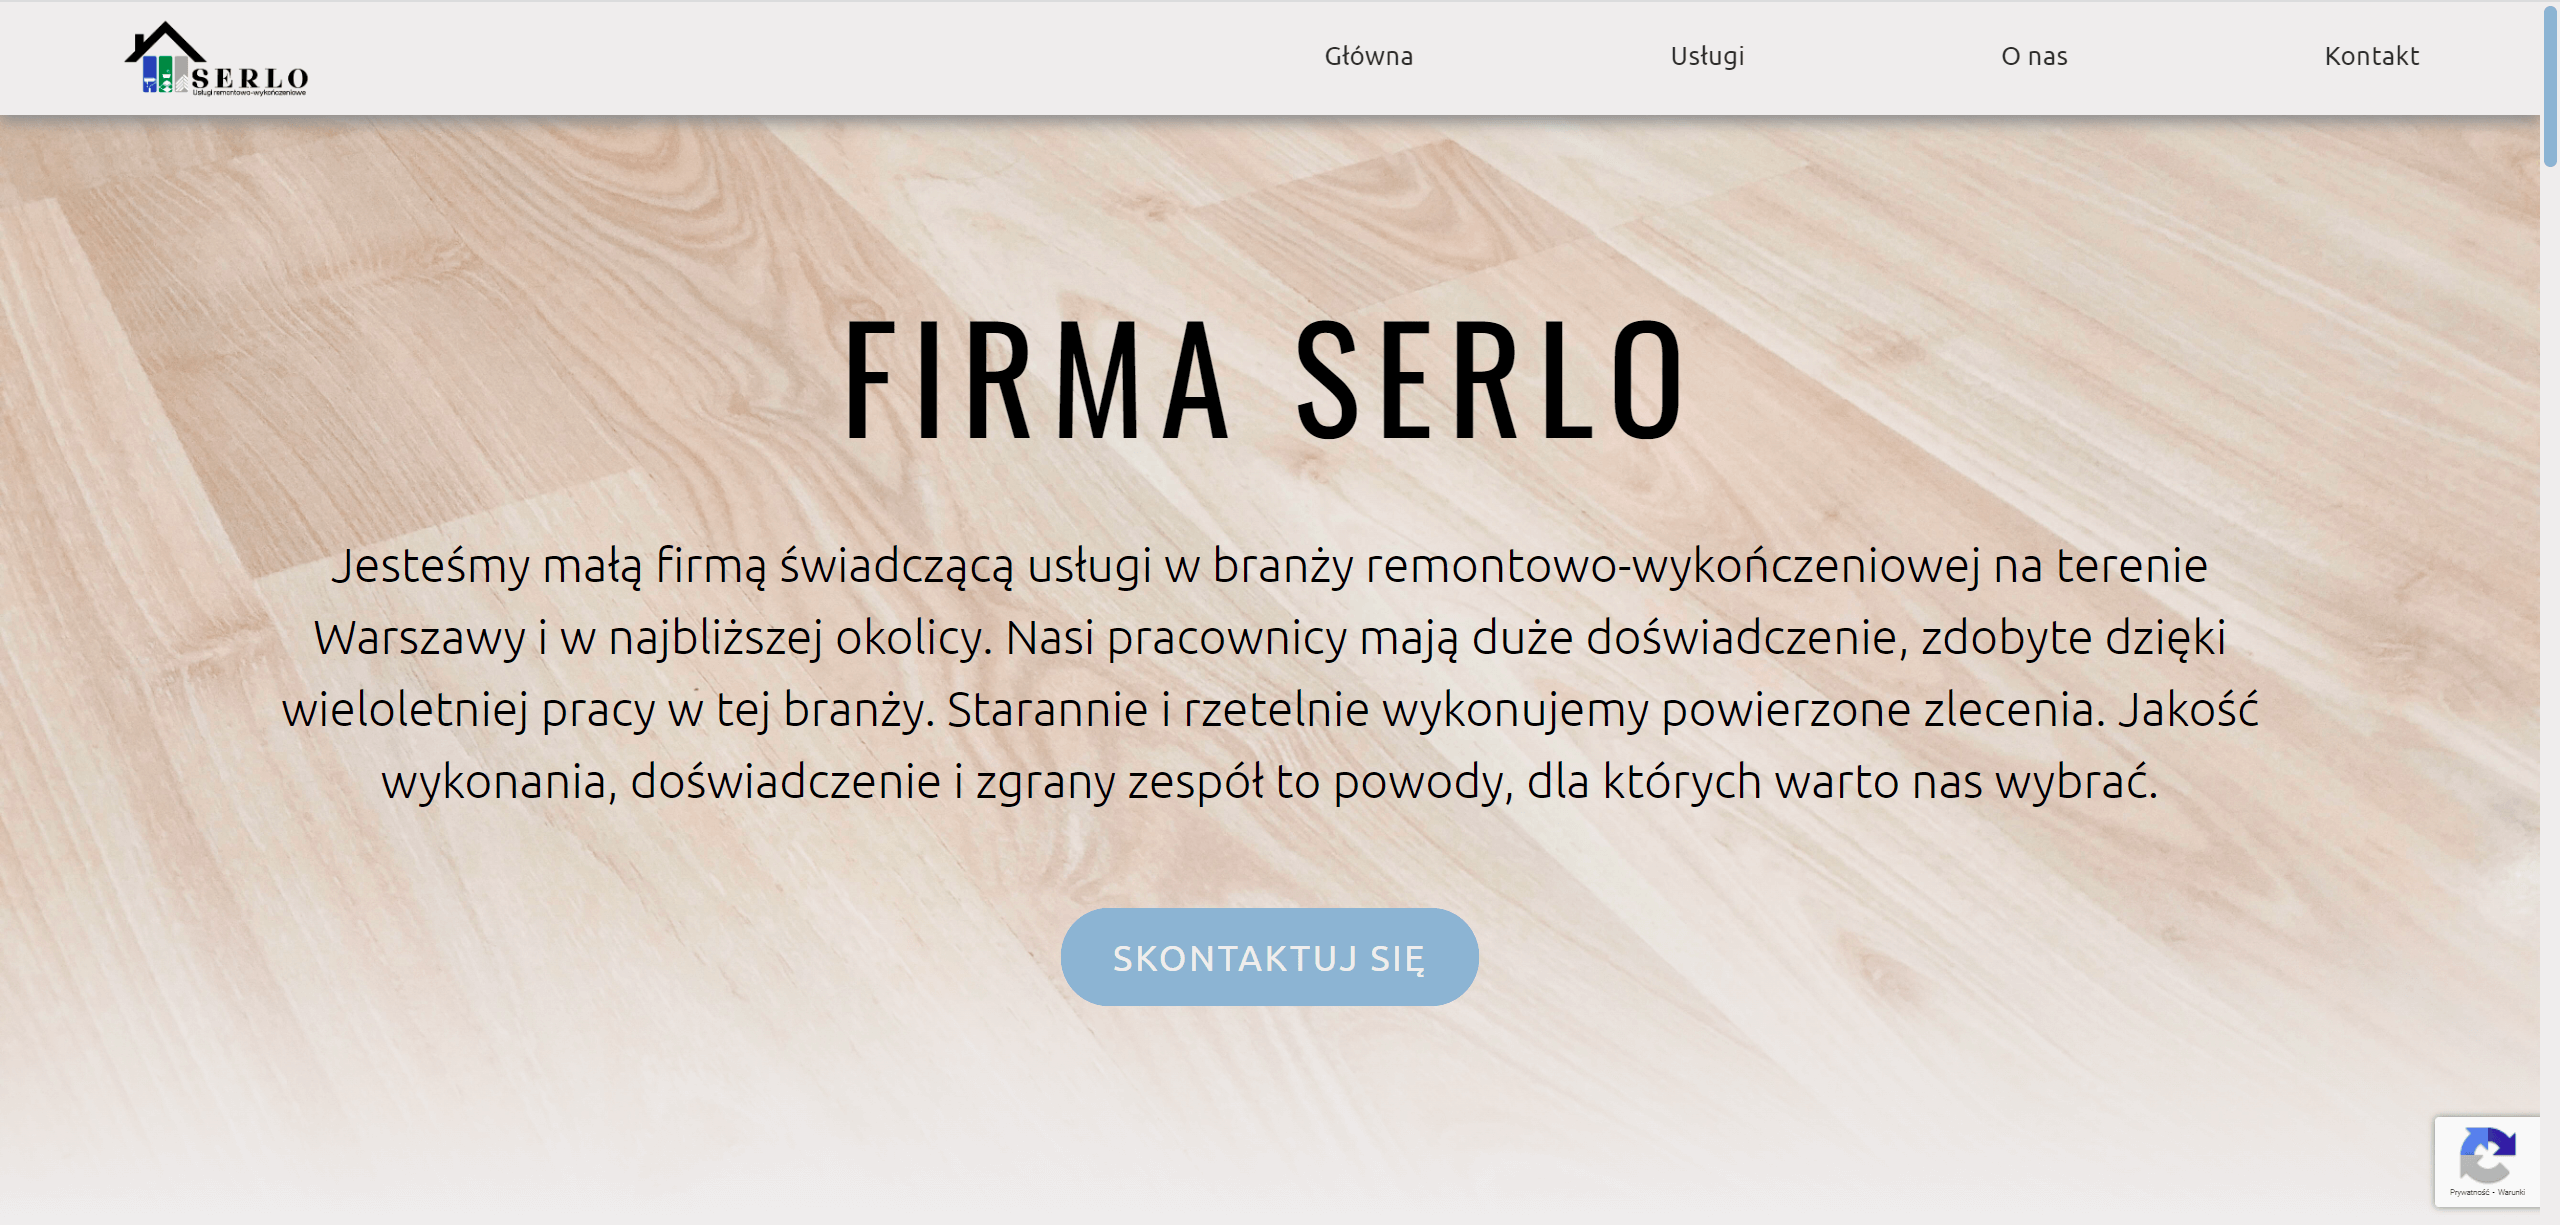 SERLO
Usługi remontowo-wykończeniowe
Główna
Usługi
O nas
Kontakt
FIRMA SERLO
Jesteśmy małą firmą świadczącą usługi w branży remontowo-wykończeniowej na terenie
Warszawy i w najbliższej okolicy. Nasi pracownicy mają duże doświadczenie, zdobyte dzięki
wieloletniej pracy w tej branży. Starannie i rzetelnie wykonujemy powierzone zlecenia. Jakość
wykonania, doświadczenie i zgrany zespół to powody, dla których warto nas wybrać.
SKONTAKTUJ SIĘ
Prywatność - Warunki